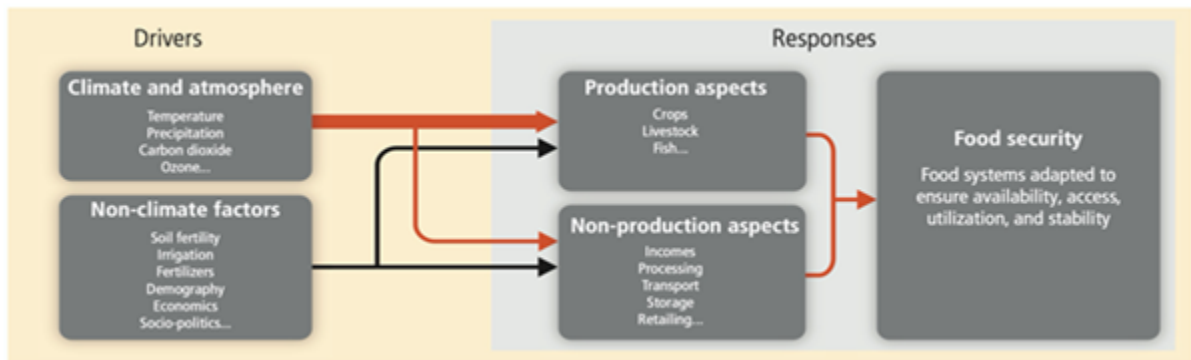 Drivers
Responses
Climate and atmosphere
Temperature
Precipitation
Carbon dioxide
Ozone...
Non-climate factors
Soil fertility
Irrigation
Fertilizers
Demography
Economics
Socio-politics...
Production aspects
Crops
Livestock
Fish...
Non-production aspects
Incomes
Processing
Transport
Storage
Retailing...
Food security
Food systems adapted to
ensure availability, access,
utilization, and stability